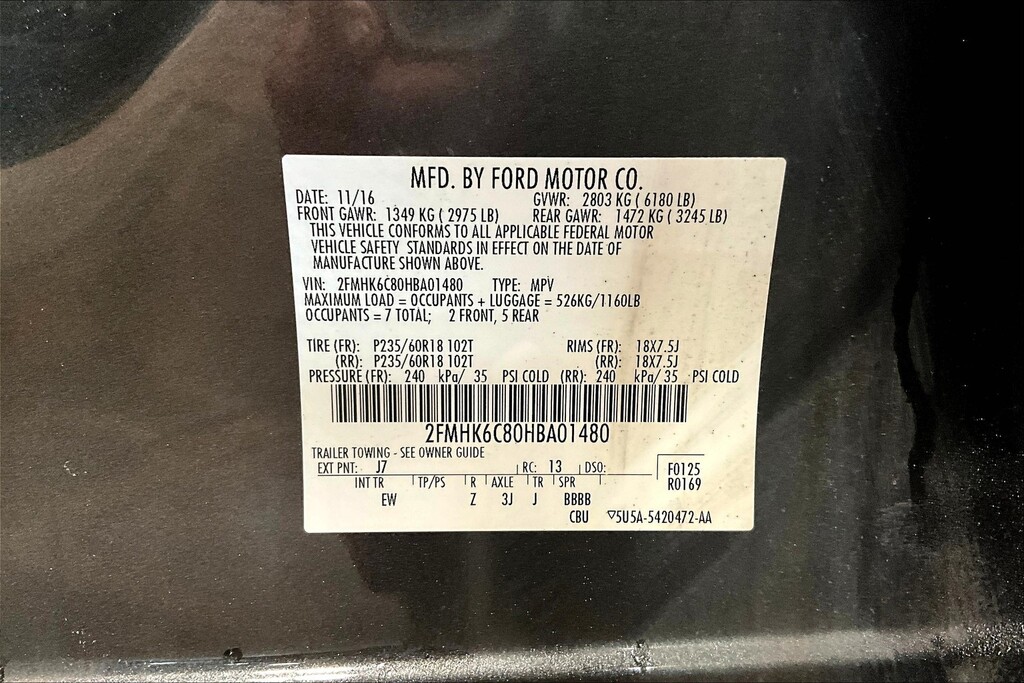 MFD. BY FORD MOTOR CO.
DATE: 11/16 GVWR: 2803 KG ( 6180 LB)
FRONT GAWR: 1349 KG ( 2975 LB) REAR GAWR: 1472 KG ( 3245 LB)
THIS VEHICLE CONFORMS TO ALL APPLICABLE FEDERAL MOTOR
VEHICLE SAFETY STANDARDS IN EFFECT ON THE DATE OF
MANUFACTURE SHOWN ABOVE.
VIN: 2FMHK6C80HBA01480 TYPE: MPV
MAXIMUM LOAD = OCCUPANTS + LUGGAGE = 526KG/1160LB
OCCUPANTS = 7 TOTAL; 2 FRONT, 5 REAR
TIRE (FR): P235/60R18 102T RIMS (FR): 18X7.5J
(RR): P235/60R18 102T (RR): 18X7.5J
PRESSURE (FR): 240 kPa/ 35 PSI COLD (RR): 240 kPa/ 35 PSI COLD
2FMHK6C80HBA01480
TRAILER TOWING - SEE OWNER GUIDE
EXT PNT: J7 RC: 13 DSO: F0125
INT TR TP/PS R AXLE TR SPR R0169
EW Z 3J J BBBB
CBU ▽5U5A-5420472-AA